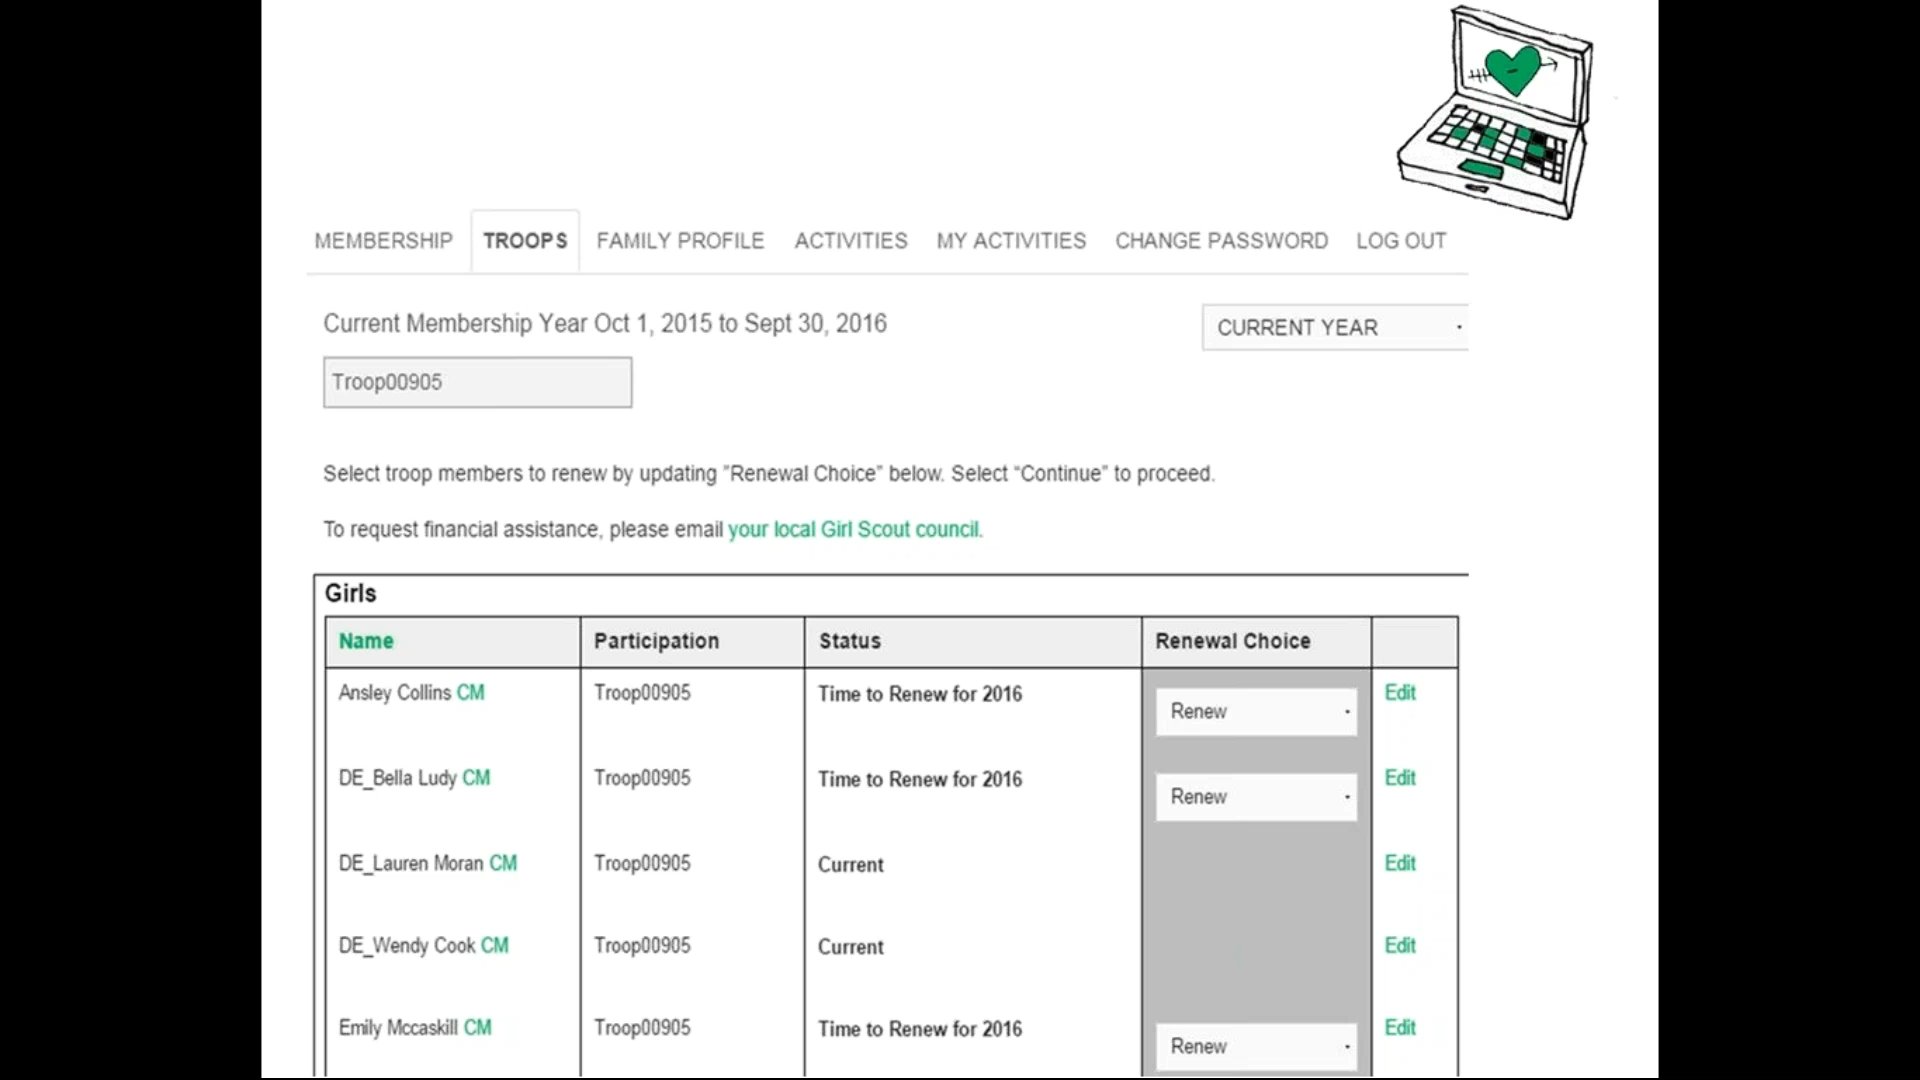 MEMBERSHIP TROOPS FAMILY PROFILE ACTIVITIES MY ACTIVITIES CHANGE PASSWORD LOG OUT
Current Membership Year Oct 1, 2015 to Sept 30, 2016 CURRENT YEAR
Troop00905
Select troop members to renew by updating "Renewal Choice" below. Select “Continue” to proceed.
To request financial assistance, please email your local Girl Scout council.
Girls
Name Participation Status Renewal Choice
Ansley Collins CM Troop00905 Time to Renew for 2016 Renew Edit
DE_Bella Ludy CM Troop00905 Time to Renew for 2016 Renew Edit
DE_Lauren Moran CM Troop00905 Current Edit
DE_Wendy Cook CM Troop00905 Current Edit
Emily Mccaskill CM Troop00905 Time to Renew for 2016 Renew Edit